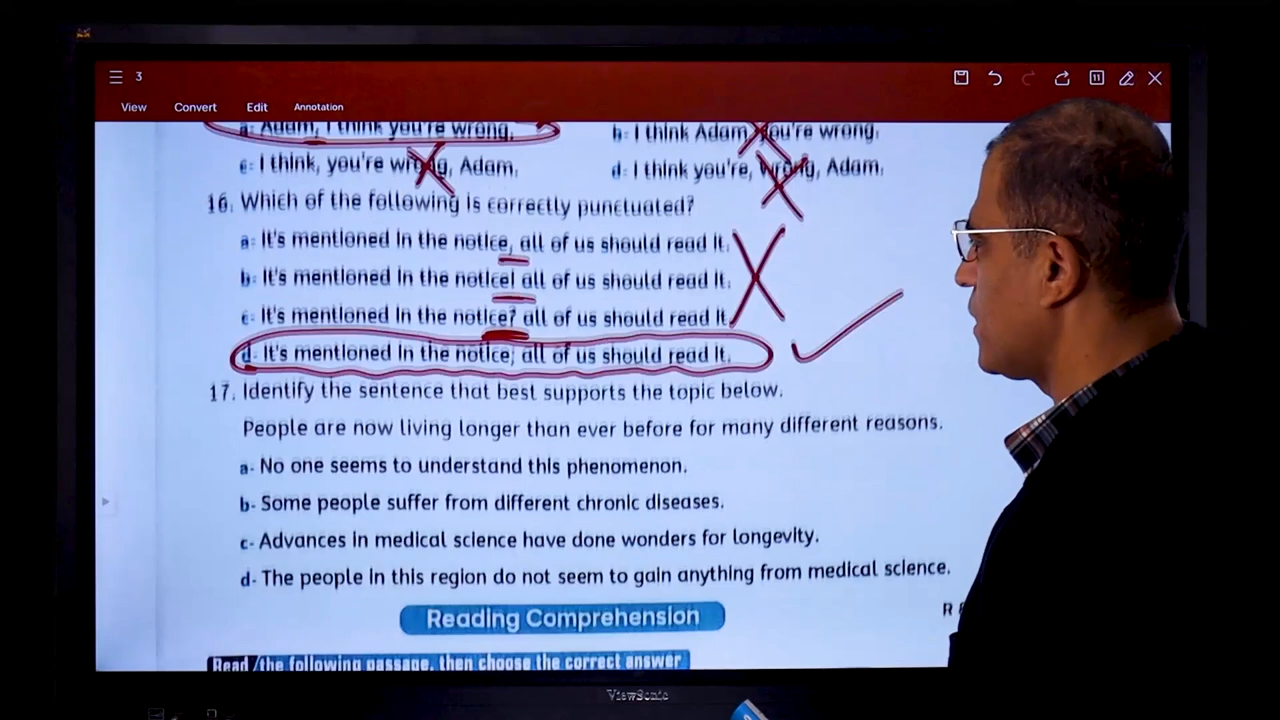 3
View Convert Edit Annotation
a- Adam, I think you're wrong. b- I think Adam, you're wrong.
c- I think, you're wrong, Adam. d- I think you're, wrong, Adam.
16. Which of the following is correctly punctuated?
a- It's mentioned in the notice, all of us should read it.
b- It's mentioned in the notice! all of us should read it.
c- It's mentioned in the notice? all of us should read it.
d- It's mentioned in the notice; all of us should read it.
17. Identify the sentence that best supports the topic below.
People are now living longer than ever before for many different reasons.
a- No one seems to understand this phenomenon.
b- Some people suffer from different chronic diseases.
c- Advances in medical science have done wonders for longevity.
d- The people in this region do not seem to gain anything from medical science.
Reading Comprehension
R
Read the following passage, then choose the correct answer
ViewSonic